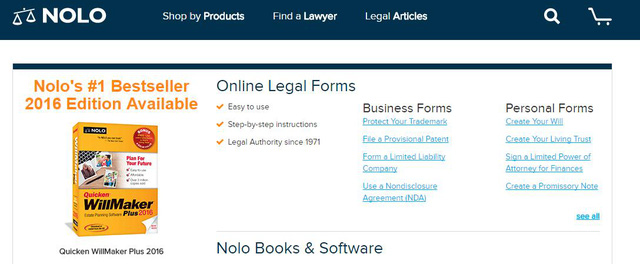 NOLO
Shop by Products
Find a Lawyer
Legal Articles
Nolo's #1 Bestseller
2016 Edition Available
NOLO
Plan For
Your Future
Quicken
WillMaker
Plus 2016
Estate Planning Software
Quicken WillMaker Plus 2016
Online Legal Forms
Easy to use
Step-by-step instructions
Legal Authority since 1971
Business Forms
Protect Your Trademark
File a Provisional Patent
Form a Limited Liability
Company
Use a Nondisclosure
Agreement (NDA)
Personal Forms
Create Your Will
Create Your Living Trust
Sign a Limited Power of
Attorney for Finances
Create a Promissory Note
see all
Nolo Books & Software